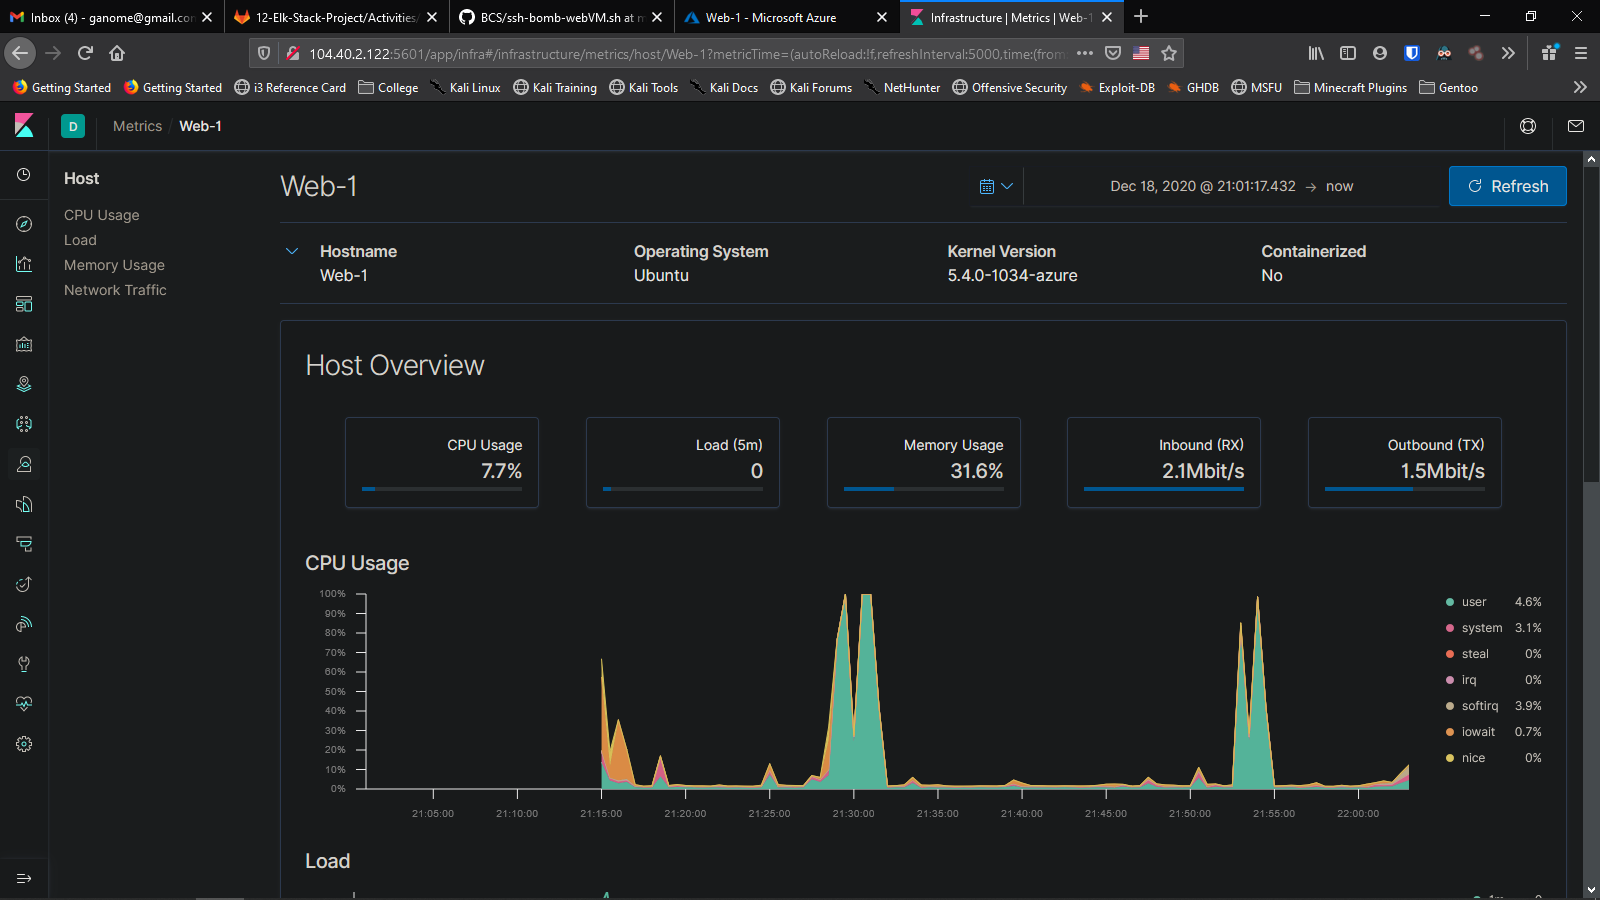 Inbox (4) - ganome@gmail.con
12-Elk-Stack-Project/Activities/
BCS/ssh-bomb-webVM.sh at m
Web-1 - Microsoft Azure
Infrastructure | Metrics | Web-1
104.40.2.122:5601/app/infra#/infrastructure/metrics/host/Web-1?metricTime=(autoReload:!f,refreshInterval:5000,time:(from:
Getting Started
Getting Started
i3 Reference Card
College
Kali Linux
Kali Training
Kali Tools
Kali Docs
Kali Forums
NetHunter
Offensive Security
Exploit-DB
GHDB
MSFU
Minecraft Plugins
Gentoo
D
Metrics / Web-1
Host
CPU Usage
Load
Memory Usage
Network Traffic
Web-1
Dec 18, 2020 @ 21:01:17.432 → now
Refresh
Hostname
Web-1
Operating System
Ubuntu
Kernel Version
5.4.0-1034-azure
Containerized
No
Host Overview
CPU Usage
7.7%
Load (5m)
0
Memory Usage
31.6%
Inbound (RX)
2.1Mbit/s
Outbound (TX)
1.5Mbit/s
CPU Usage
100%
90%
80%
70%
60%
50%
40%
30%
20%
10%
0%
21:05:00
21:10:00
21:15:00
21:20:00
21:25:00
21:30:00
21:35:00
21:40:00
21:45:00
21:50:00
21:55:00
22:00:00
user 4.6%
system 3.1%
steal 0%
irq 0%
softirq 3.9%
iowait 0.7%
nice 0%
Load